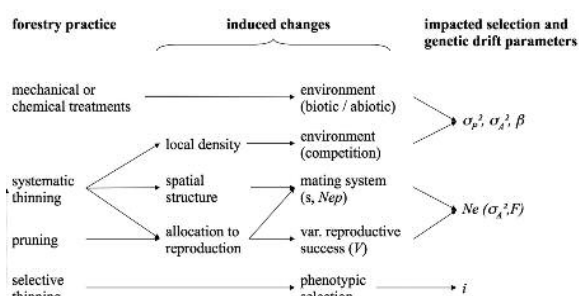 forestry practice induced changes impacted selection and
genetic drift parameters
mechanical or
chemical treatments
environment
(biotic / abiotic)
σP², σA², β
local density
environment
(competition)
systematic
thinning
spatial
structure
mating system
(s, Nep)
Ne (σA²,F)
pruning
allocation to
reproduction
var. reproductive
success (V)
selective
thinning
phenotypic
selection
i